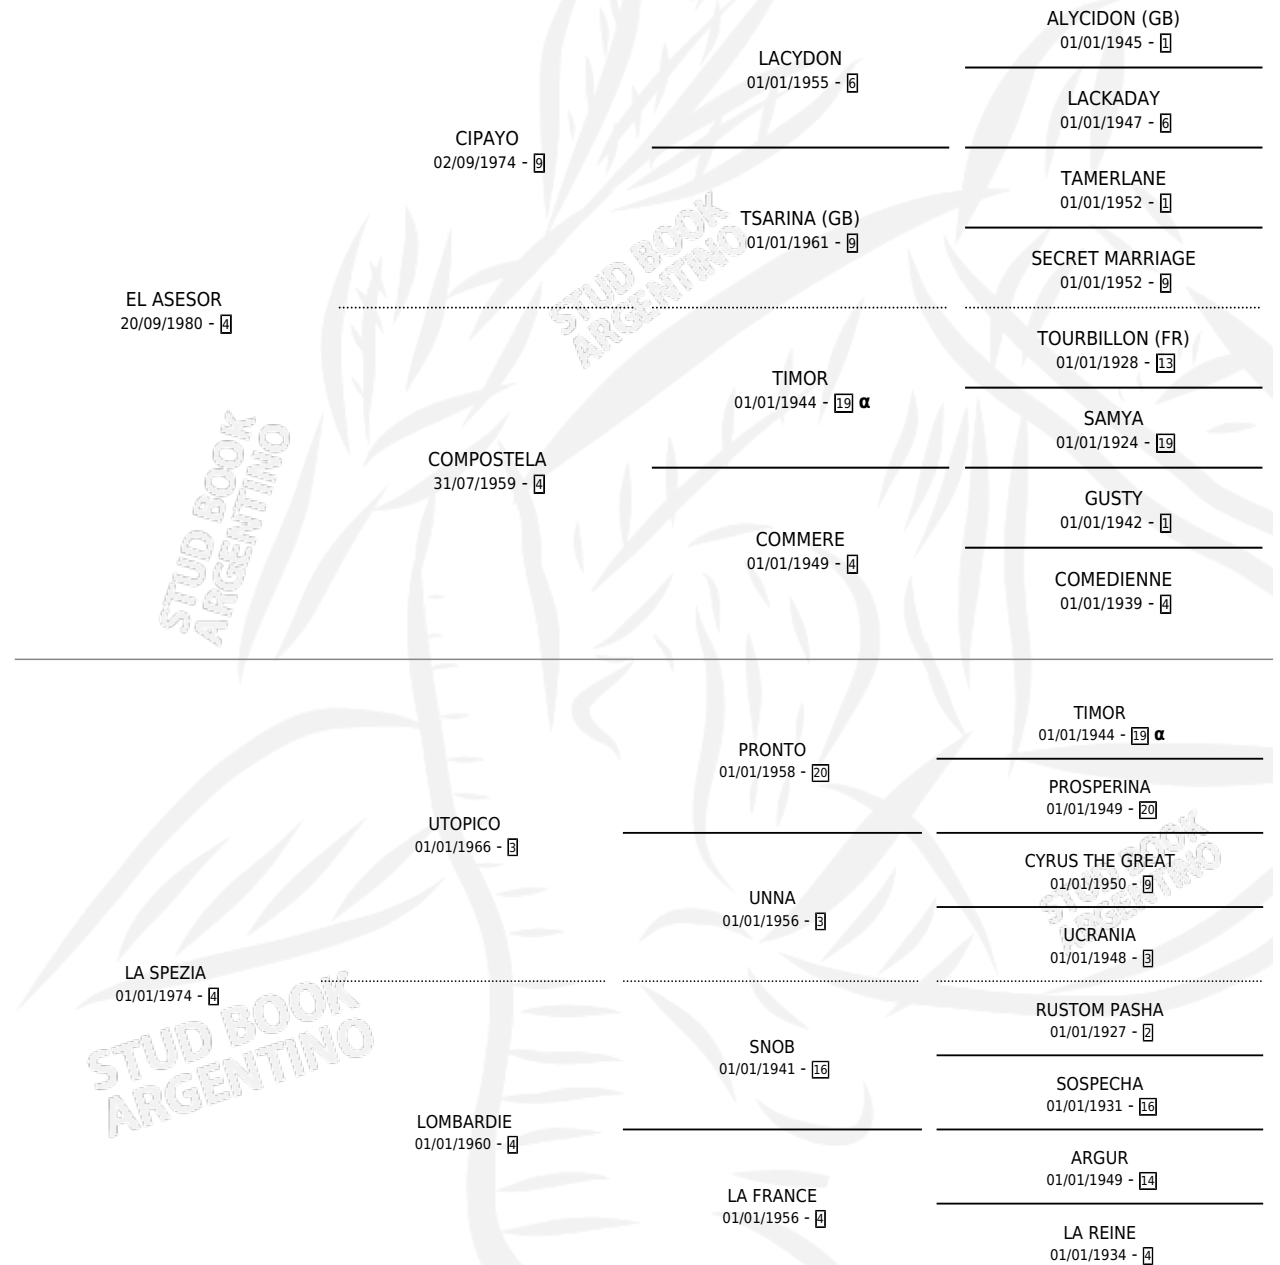 ALYCIDON (GB)
01/01/1945 - 1
LACYDON
01/01/1955 - 6
LACKADAY
01/01/1947 - 6
CIPAYO
02/09/1974 - 9
TAMERLANE
01/01/1952 - 1
TSARINA (GB)
01/01/1961 - 9
SECRET MARRIAGE
01/01/1952 - 9
EL ASESOR
20/09/1980 - 4
TOURBILLON (FR)
01/01/1928 - 13
TIMOR
01/01/1944 - 19 α
SAMYA
01/01/1924 - 19
COMPOSTELA
31/07/1959 - 4
GUSTY
01/01/1942 - 1
COMMERE
01/01/1949 - 4
COMEDIENNE
01/01/1939 - 4
TIMOR
01/01/1944 - 19 α
PRONTO
01/01/1958 - 20
PROSPERINA
01/01/1949 - 20
UTOPICO
01/01/1966 - 3
CYRUS THE GREAT
01/01/1950 - 9
UNNA
01/01/1956 - 3
UCRANIA
01/01/1948 - 3
LA SPEZIA
01/01/1974 - 4
RUSTOM PASHA
01/01/1927 - 2
SNOB
01/01/1941 - 16
SOSPECHA
01/01/1931 - 16
LOMBARDIE
01/01/1960 - 4
ARGUR
01/01/1949 - 14
LA FRANCE
01/01/1956 - 4
LA REINE
01/01/1934 - 4
STUD BOOK
ARGENTINO
STUD BOOK
ARGENTINO
STUD BOOK
ARGENTINO
STUD BOOK
ARGENTINO